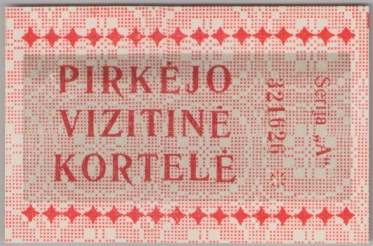 PIRKĖJO
VIZITINĖ
KORTELĖ
Serija „A“
321626